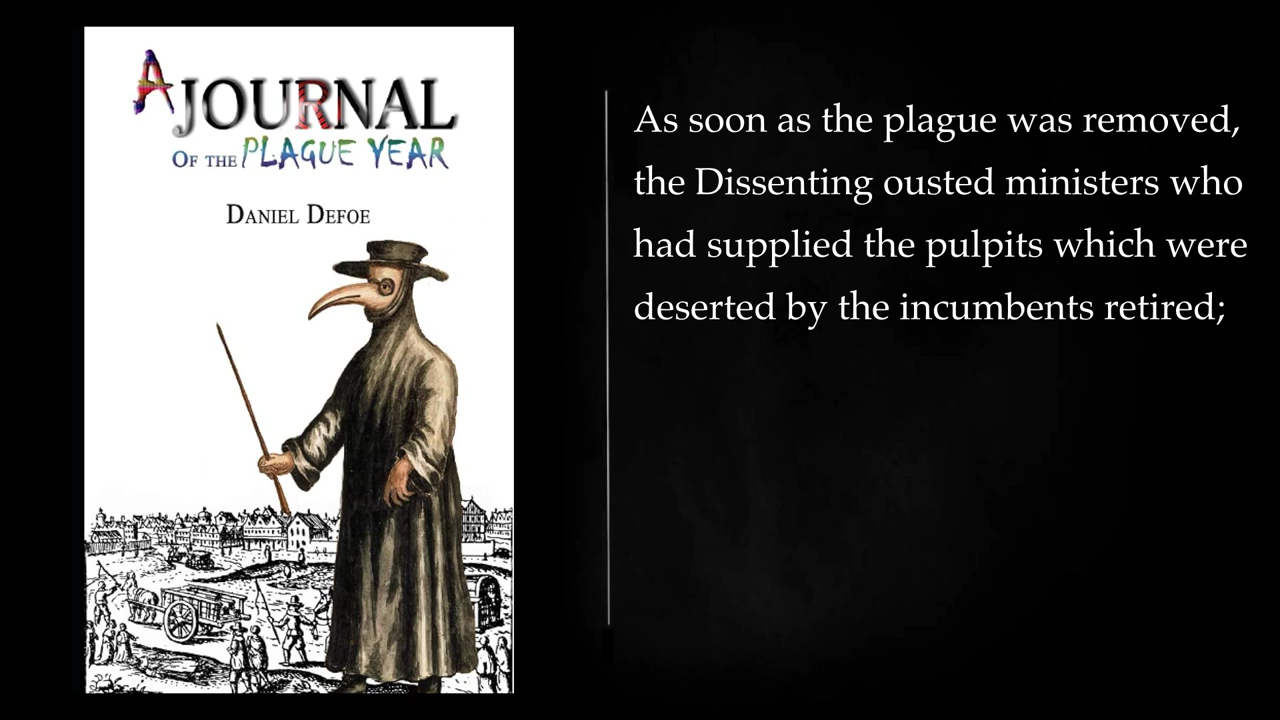 A JOURNAL
OF THE PLAGUE YEAR
DANIEL DEFOE
As soon as the plague was removed,
the Dissenting ousted ministers who
had supplied the pulpits which were
deserted by the incumbents retired;